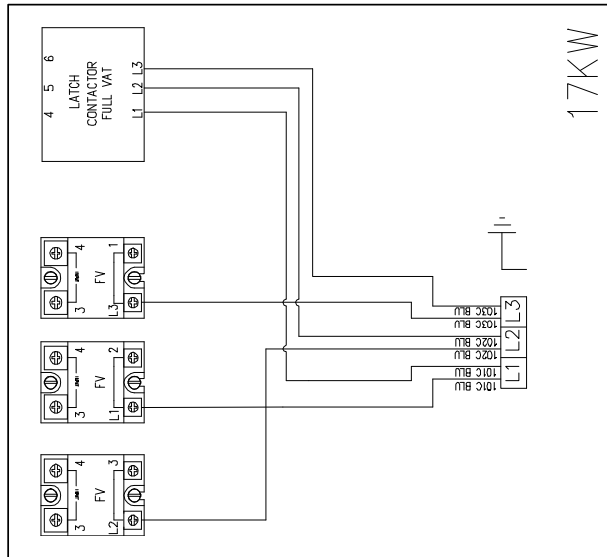 4 5 6
LATCH
CONTACTOR
FULL VAT
L1 L2 L3
3 4
FV
L3 1
3 4
FV
L1 2
3 4
FV
L2 3
101C BLU
101C BLU
102C BLU
102C BLU
103C BLU
103C BLU
L1 L2 L3
17KW